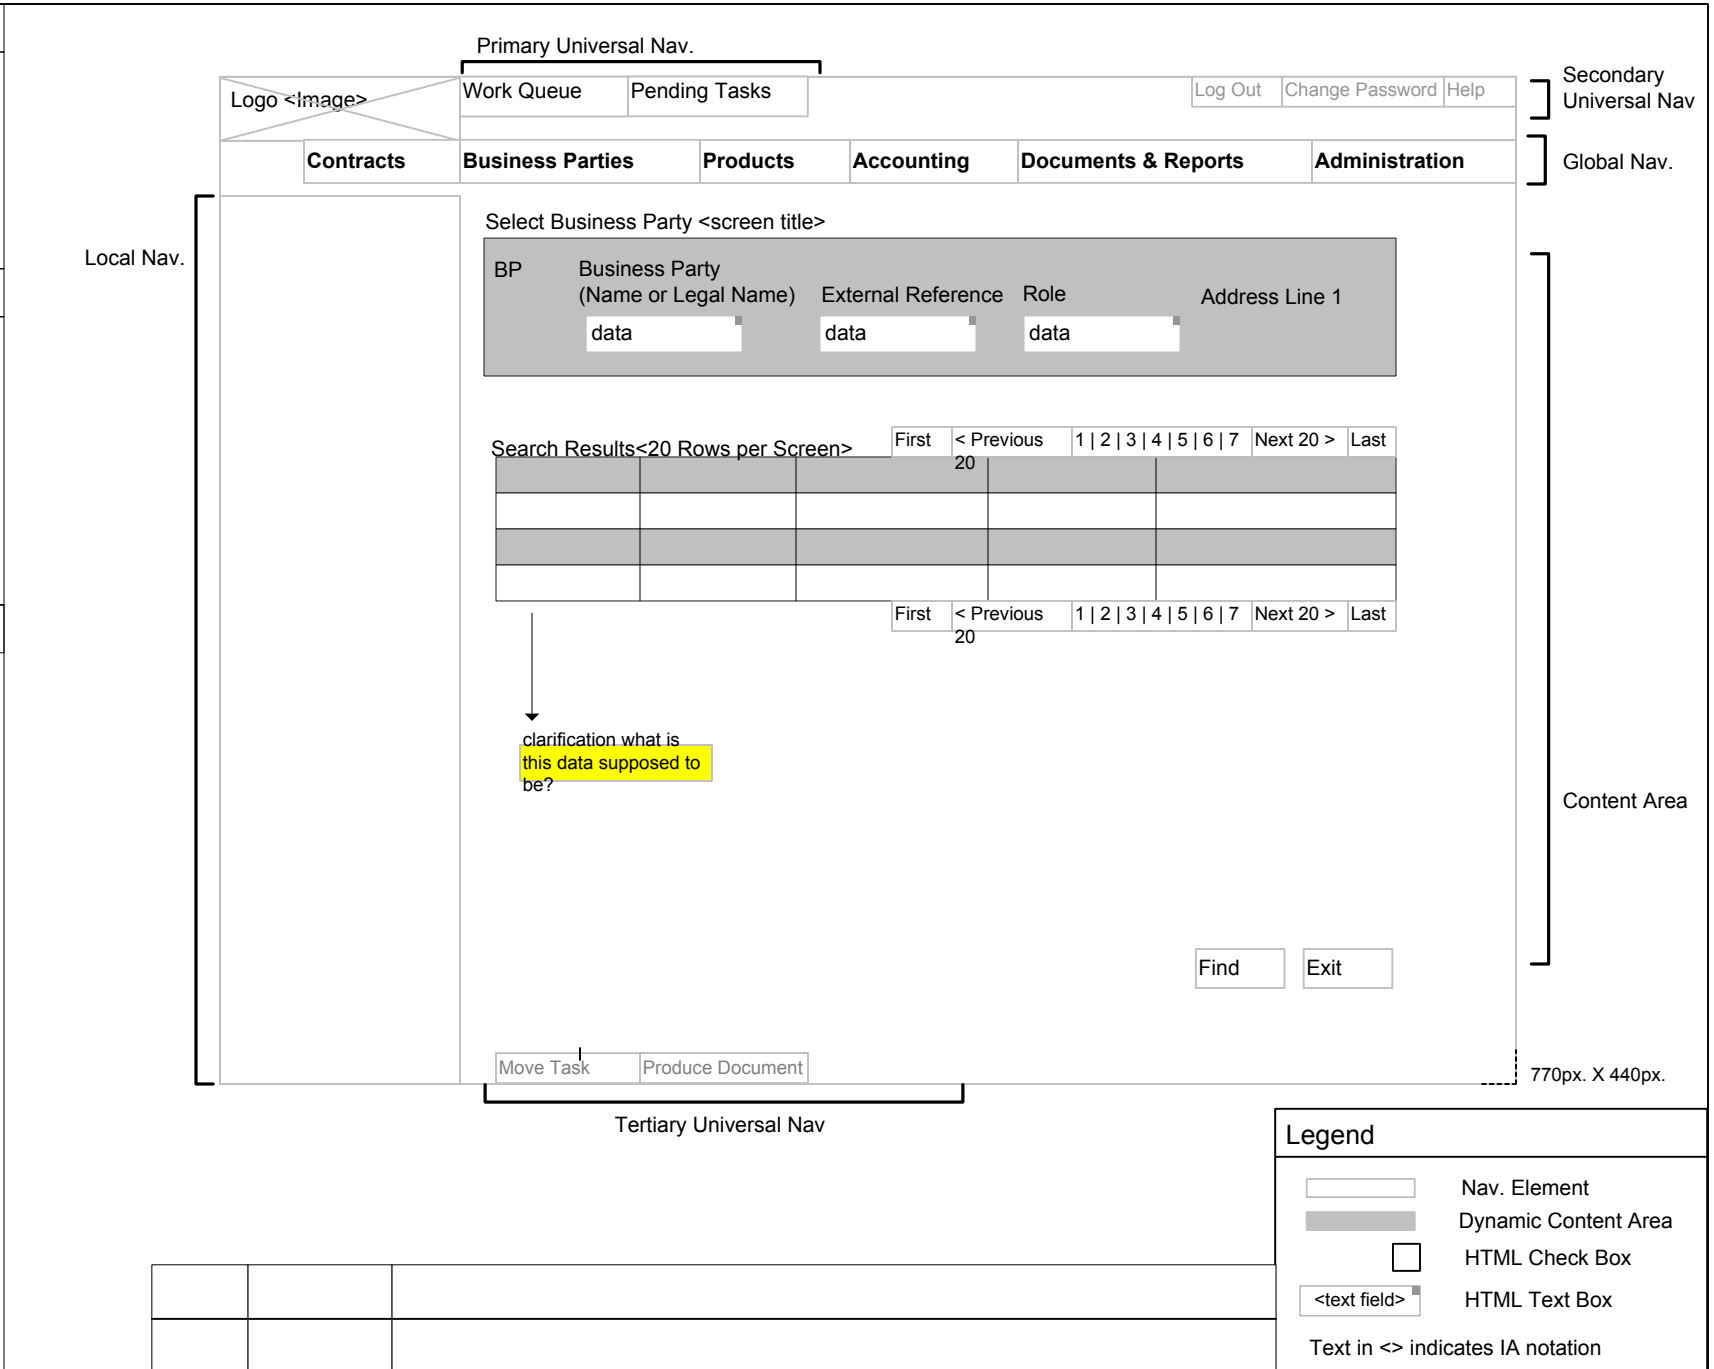 Primary Universal Nav.
Logo <Image>
Work Queue
Pending Tasks
Log Out
Change Password
Help
Secondary
Universal Nav
Contracts
Business Parties
Products
Accounting
Documents & Reports
Administration
Global Nav.
Local Nav.
Select Business Party <screen title>
BP
Business Party
(Name or Legal Name)
External Reference
Role
Address Line 1
data
data
data
Search Results<20 Rows per Screen>
First
< Previous
20
1 | 2 | 3 | 4 | 5 | 6 | 7
Next 20 >
Last
First
< Previous
20
1 | 2 | 3 | 4 | 5 | 6 | 7
Next 20 >
Last
clarification what is
this data supposed to
be?
Content Area
Find
Exit
Move Task
Produce Document
770px. X 440px.
Tertiary Universal Nav
Legend
Nav. Element
Dynamic Content Area
HTML Check Box
<text field>
HTML Text Box
Text in <> indicates IA notation